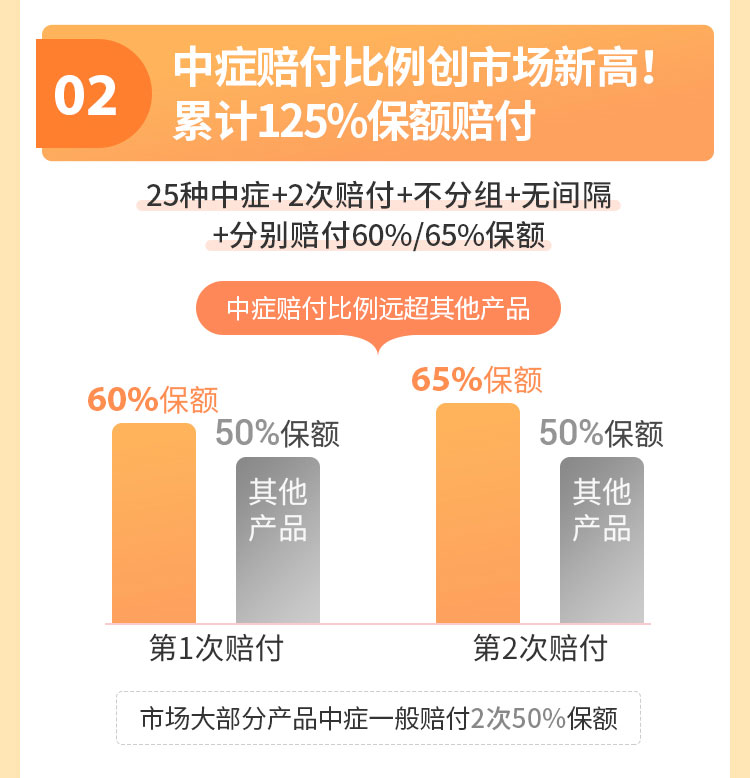 02
中症赔付比例创市场新高！
累计125%保额赔付
25种中症+2次赔付+不分组+无间隔
+分别赔付60%/65%保额
中症赔付比例远超其他产品
60%保额
50%保额
其他
产品
65%保额
50%保额
其他
产品
第1次赔付
第2次赔付
市场大部分产品中症一般赔付2次50%保额